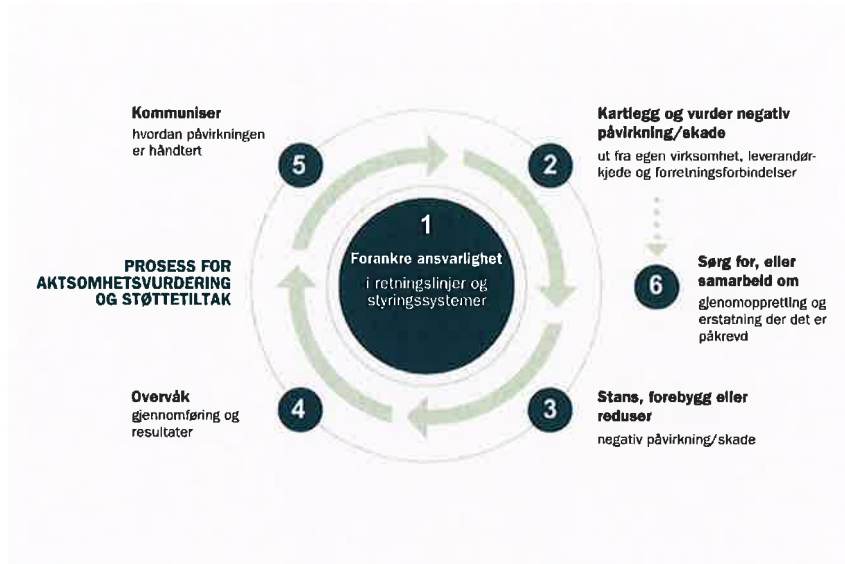 PROSESS FOR
AKTSOMHETSVURDERING
OG STØTTETILTAK
1
Forankre ansvarlighet
i retningslinjer og
styringssystemer
2
Kartlegg og vurder negativ
påvirkning/skade
ut fra egen virksomhet, leverandør-
kjede og forretningsforbindelser
3
Stans, forebygg eller
reduser
negativ påvirkning/skade
4
Overvåk
gjennomføring og
resultater
5
Kommuniser
hvordan påvirkningen
er håndtert
6
Sørg for, eller
samarbeid om
gjenomoppretting og
erstatning der det er
påkrevd